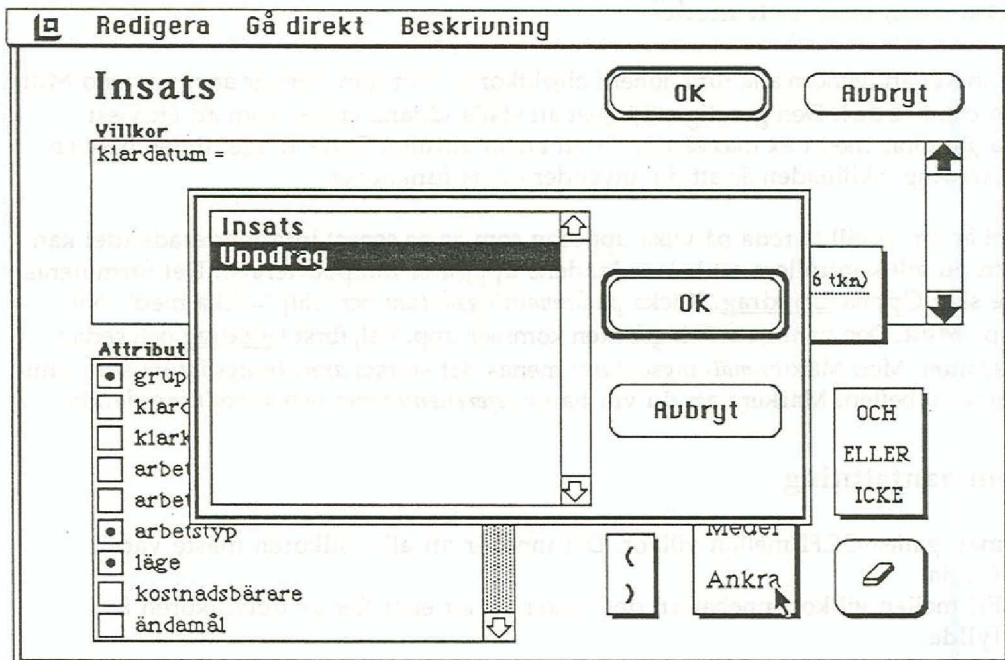 Redigera Gå direkt Beskrivning
Insats
OK
Avbryt
Villkor
klardatum =
Insats
Uppdrag
6 tkn)
OK
Avbryt
Attribut
grup
klard
klark
arbet
arbet
arbetstyp
läge
kostnadsbärare
ändamål
OCH
ELLER
ICKE
(
)
Medel
Ankra